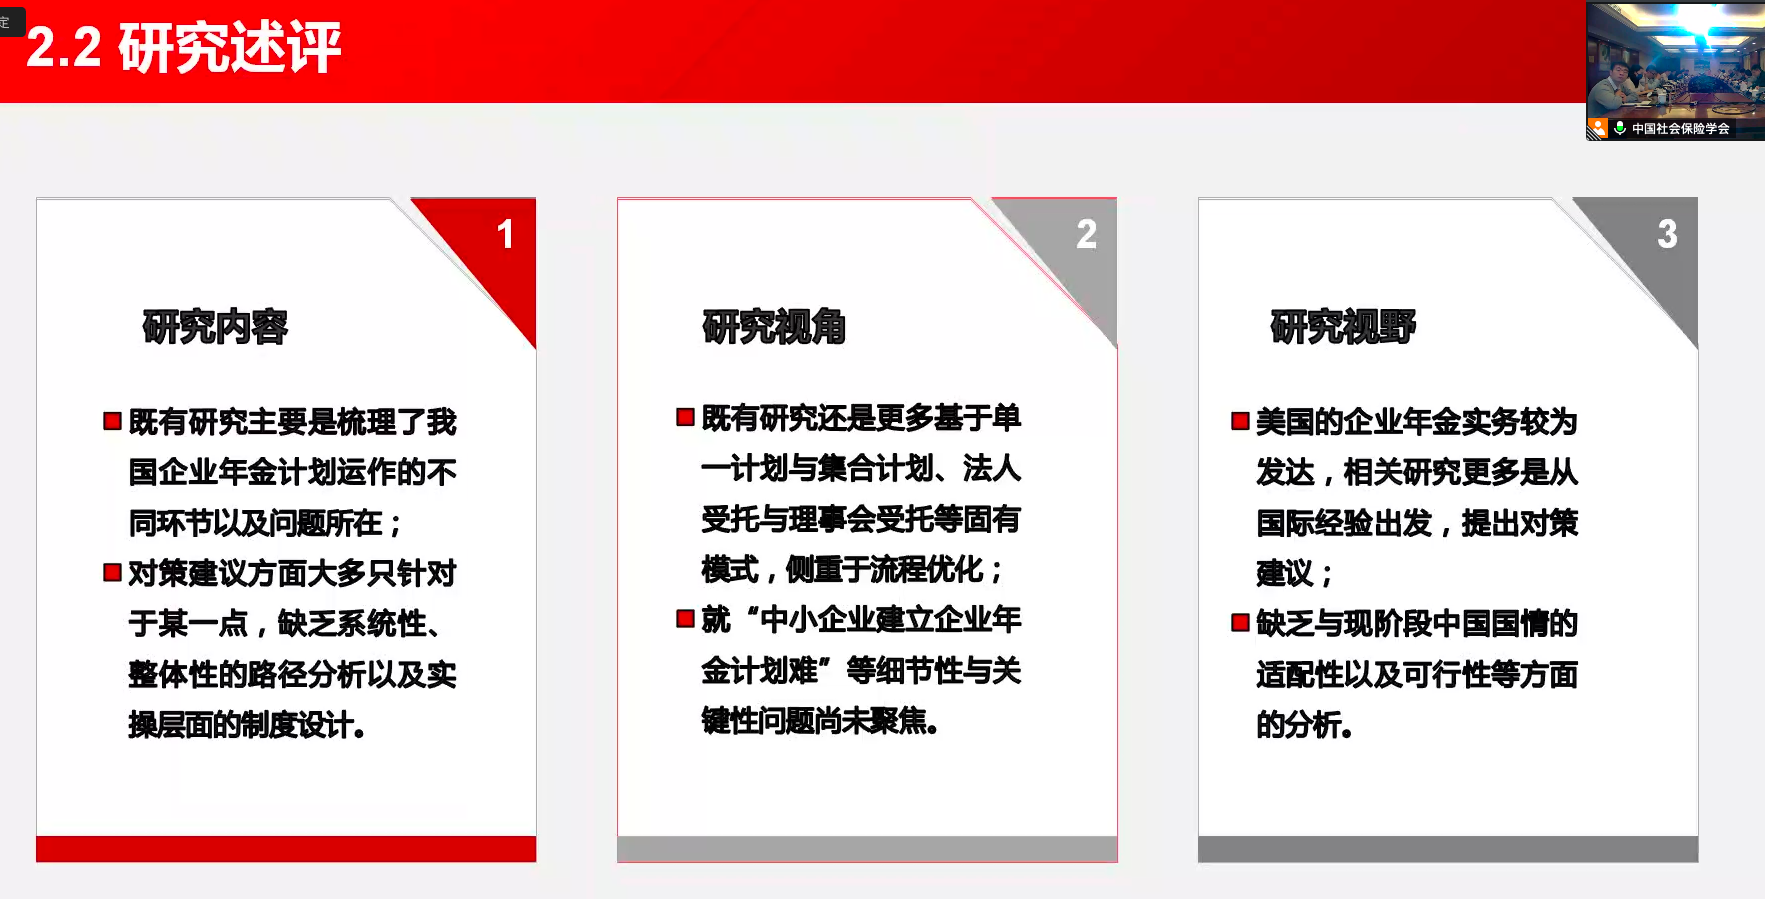 定
2.2 研究述评
中国社会保险学会
1
研究内容
既有研究主要是梳理了我
国企业年金计划运作的不
同环节以及问题所在；
对策建议方面大多只针对
于某一点，缺乏系统性、
整体性的路径分析以及实
操层面的制度设计。
2
研究视角
既有研究还是更多基于单
一计划与集合计划、法人
受托与理事会受托等固有
模式，侧重于流程优化；
就“中小企业建立企业年
金计划难”等细节性与关
键性问题尚未聚焦。
3
研究视野
美国的企业年金实务较为
发达，相关研究更多是从
国际经验出发，提出对策
建议；
缺乏与现阶段中国国情的
适配性以及可行性等方面
的分析。